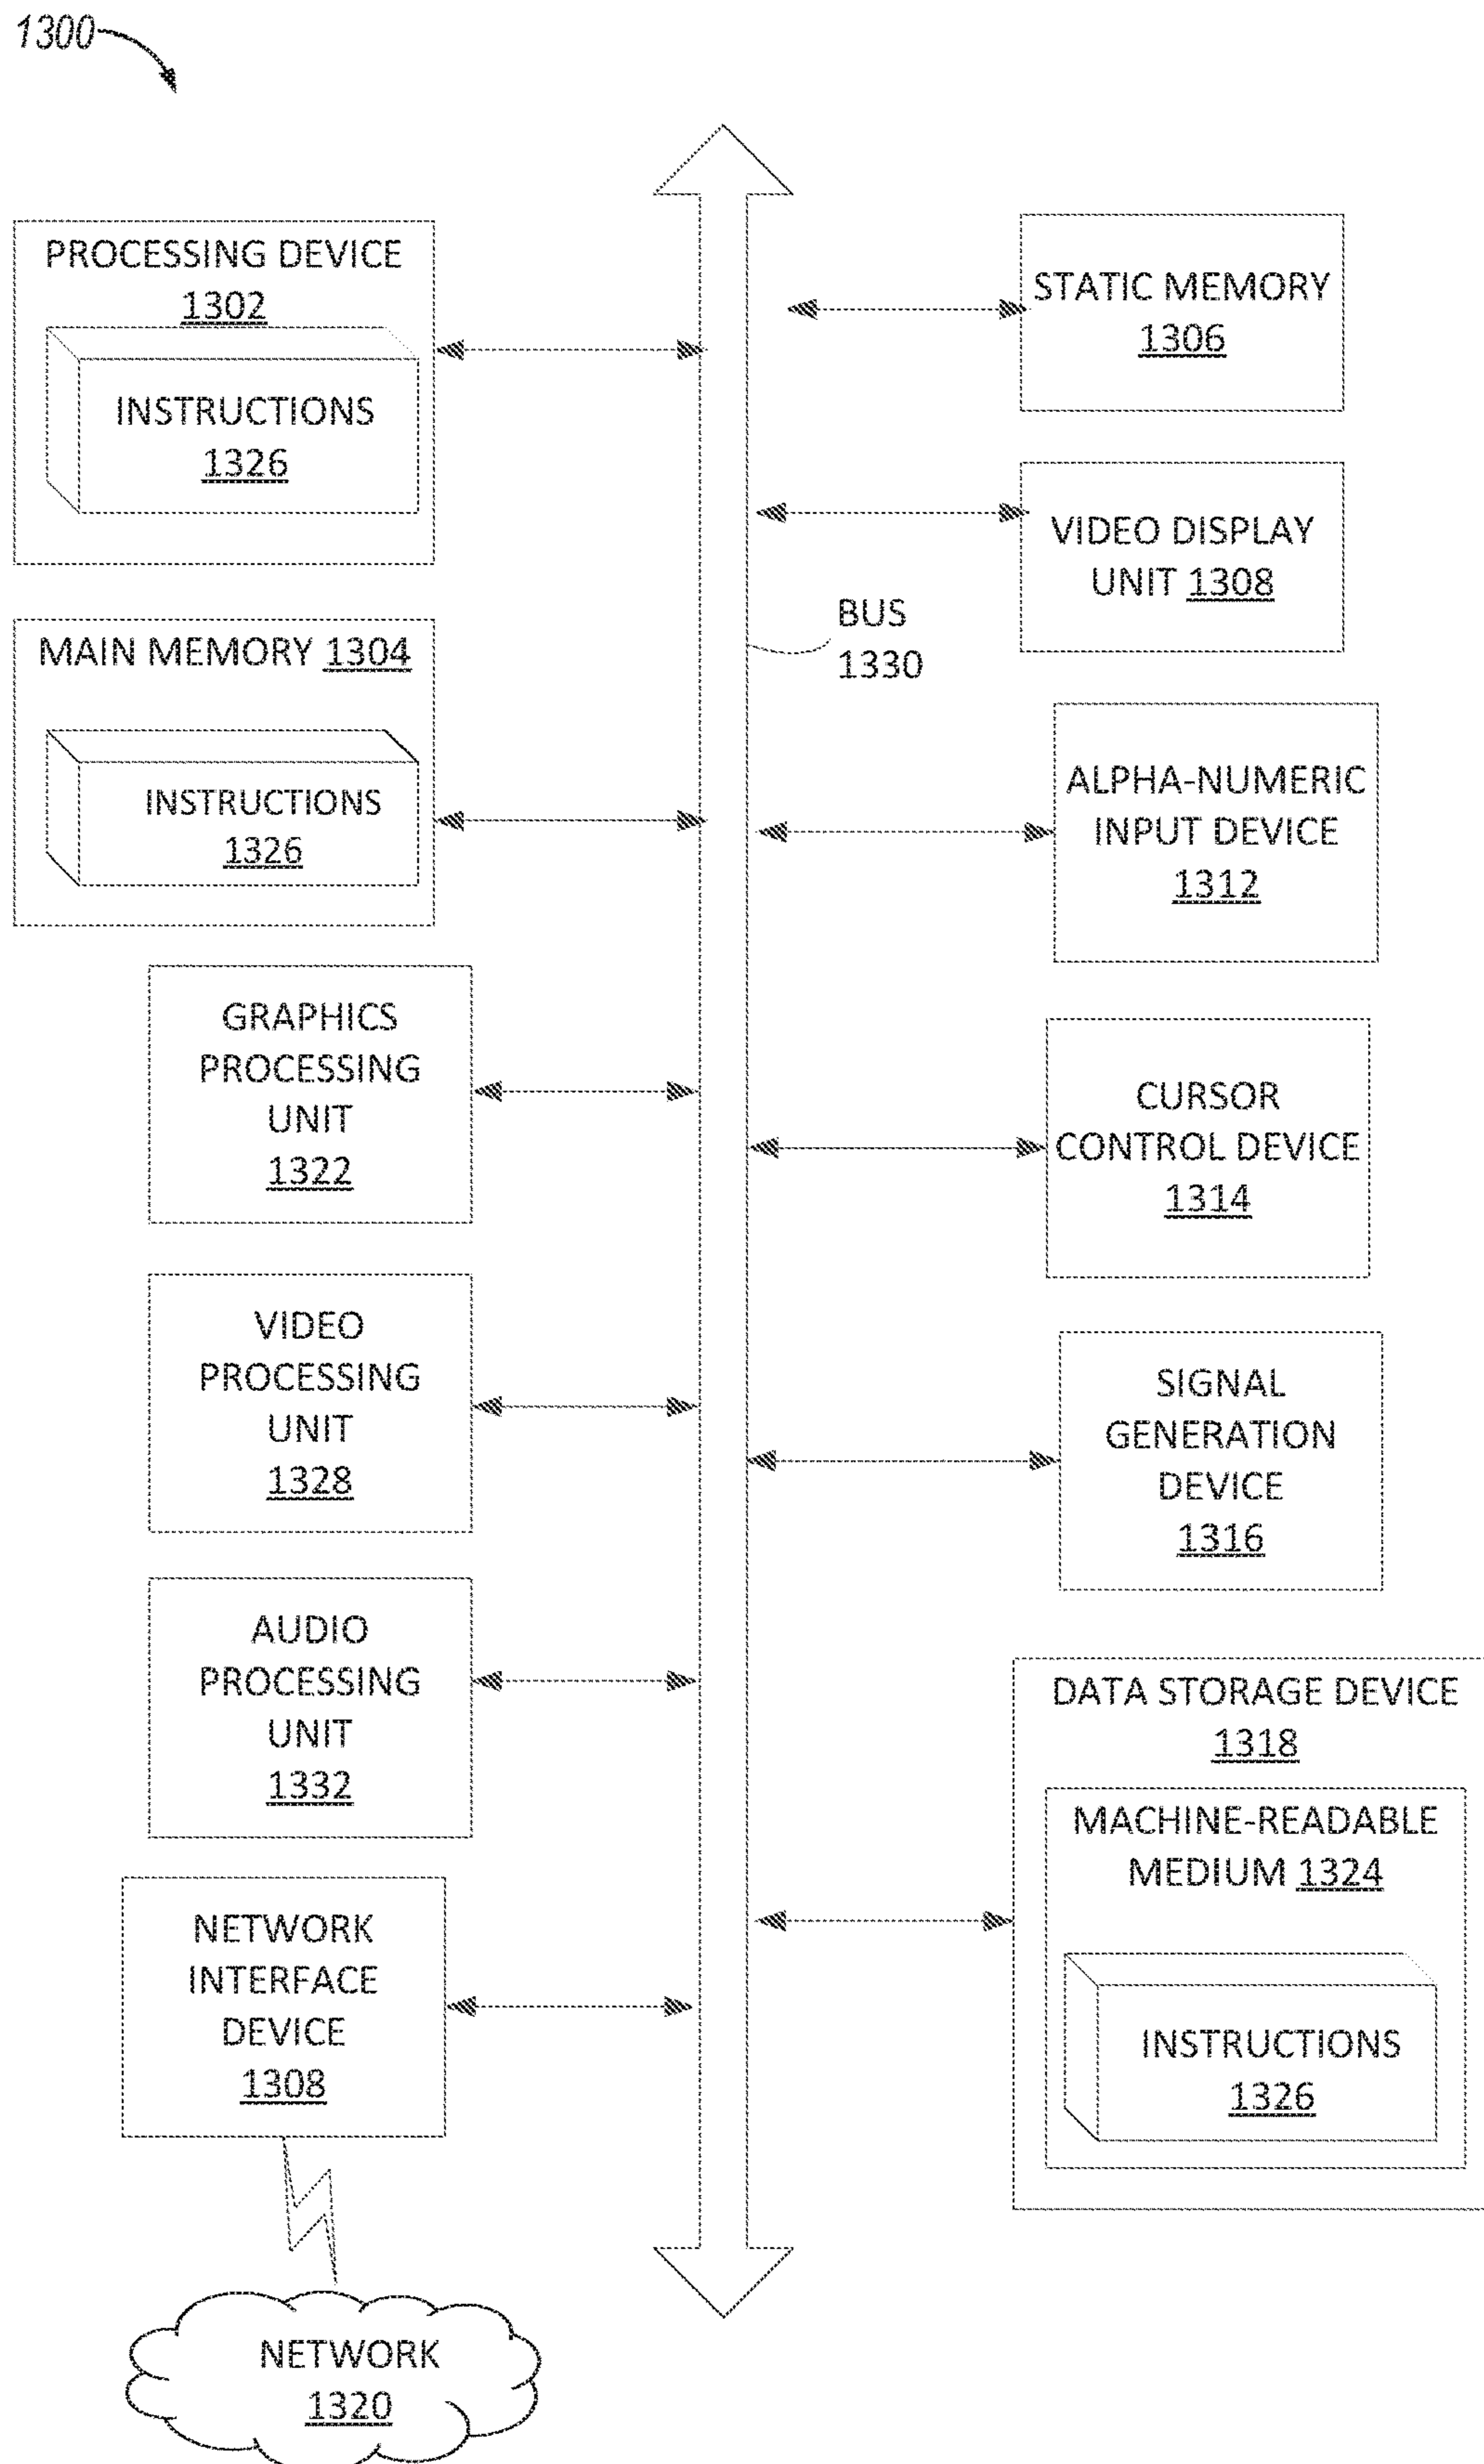 1300
PROCESSING DEVICE
1302
INSTRUCTIONS
1326
MAIN MEMORY 1304
INSTRUCTIONS
1326
GRAPHICS
PROCESSING
UNIT
1322
VIDEO
PROCESSING
UNIT
1328
AUDIO
PROCESSING
UNIT
1332
NETWORK
INTERFACE
DEVICE
1308
NETWORK
1320
BUS
1330
STATIC MEMORY
1306
VIDEO DISPLAY
UNIT 1308
ALPHA-NUMERIC
INPUT DEVICE
1312
CURSOR
CONTROL DEVICE
1314
SIGNAL
GENERATION
DEVICE
1316
DATA STORAGE DEVICE
1318
MACHINE-READABLE
MEDIUM 1324
INSTRUCTIONS
1326